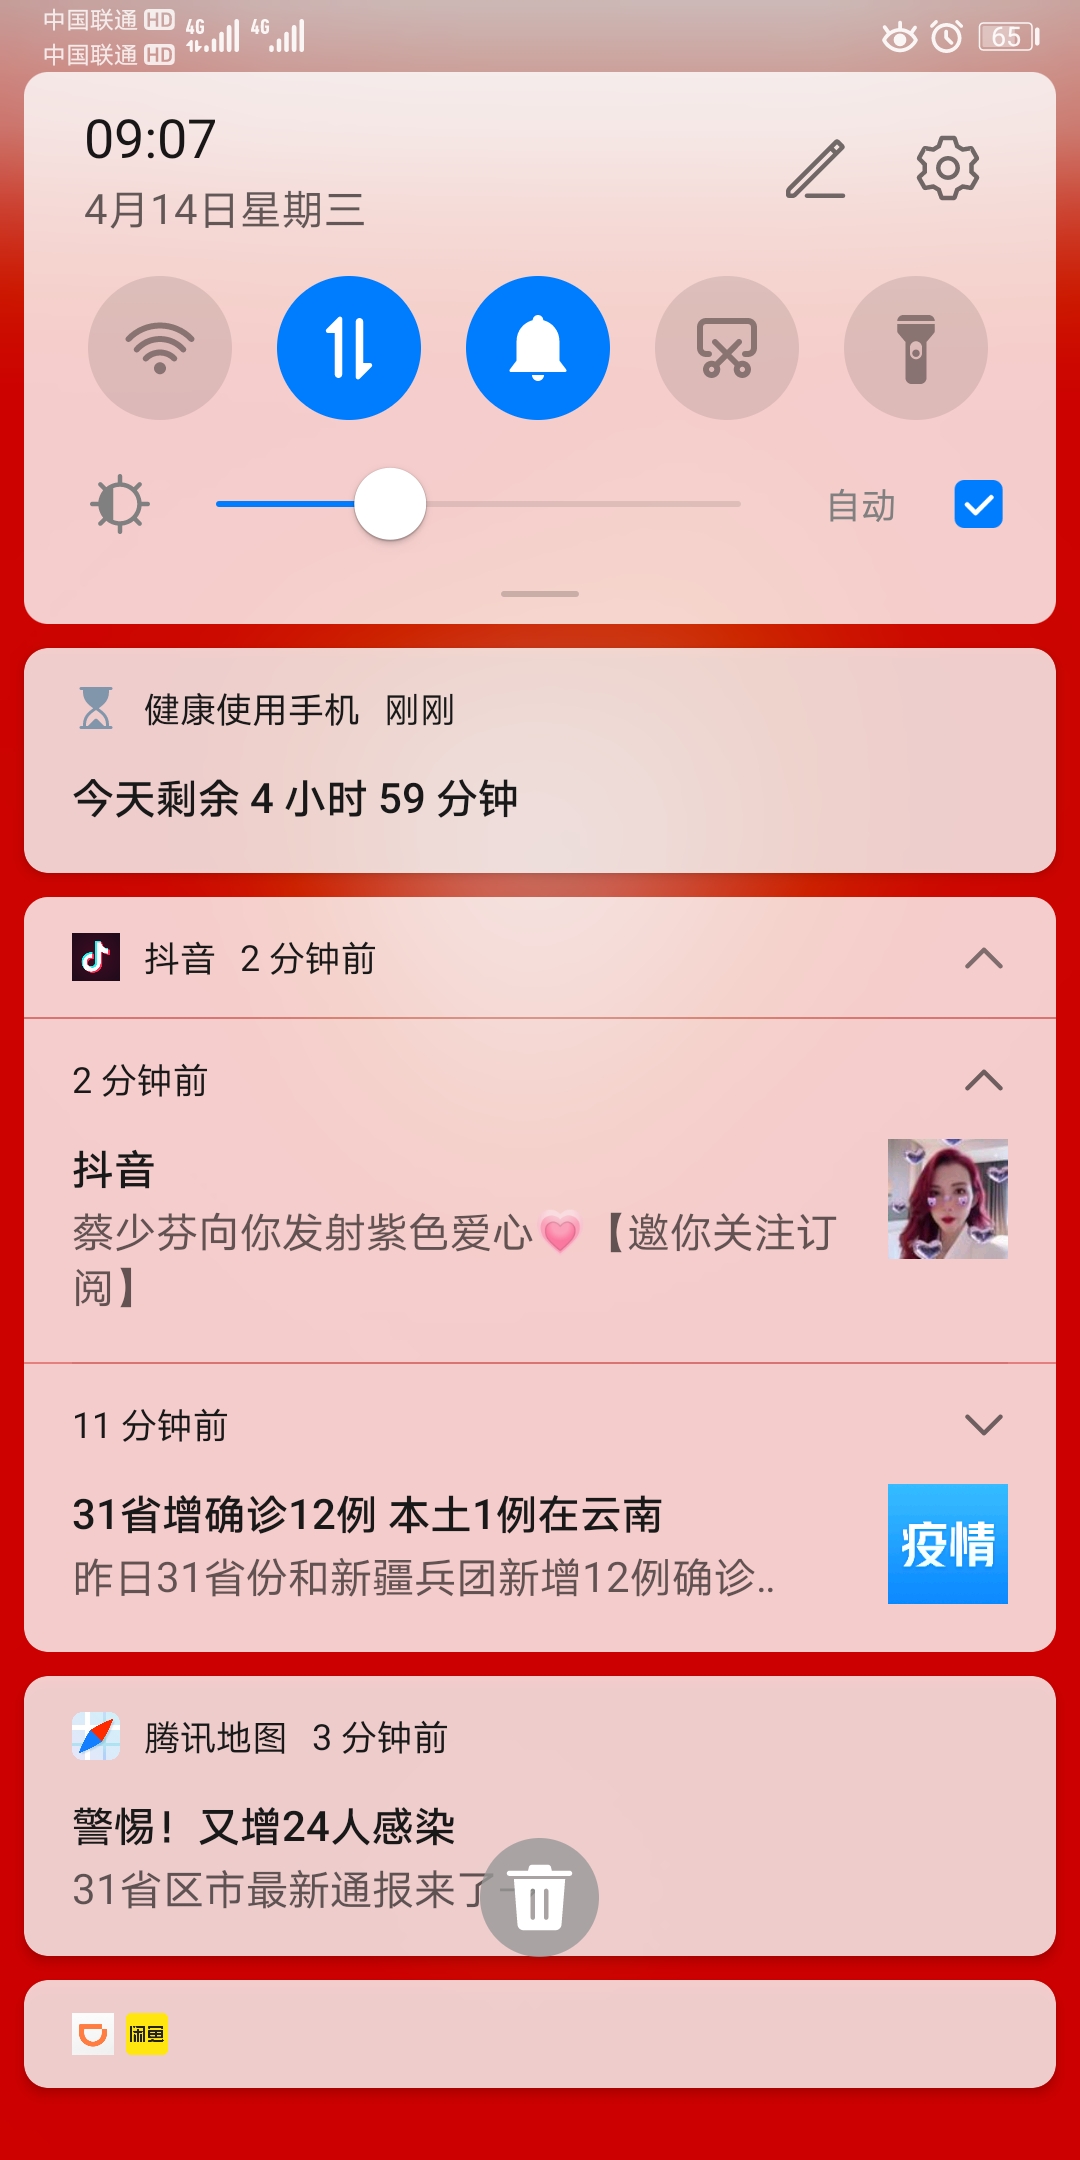 中国联通 HD 4G 4G
中国联通 HD
65
09:07
4月14日星期三
自动
健康使用手机 刚刚
今天剩余 4 小时 59 分钟
抖音 2 分钟前
2 分钟前
抖音
蔡少芬向你发射紫色爱心💗【邀你关注订
阅】
11 分钟前
31省增确诊12例 本土1例在云南
昨日31省份和新疆兵团新增12例确诊..
疫情
腾讯地图 3 分钟前
警惕！又增24人感染
31省区市最新通报来了
闲鱼